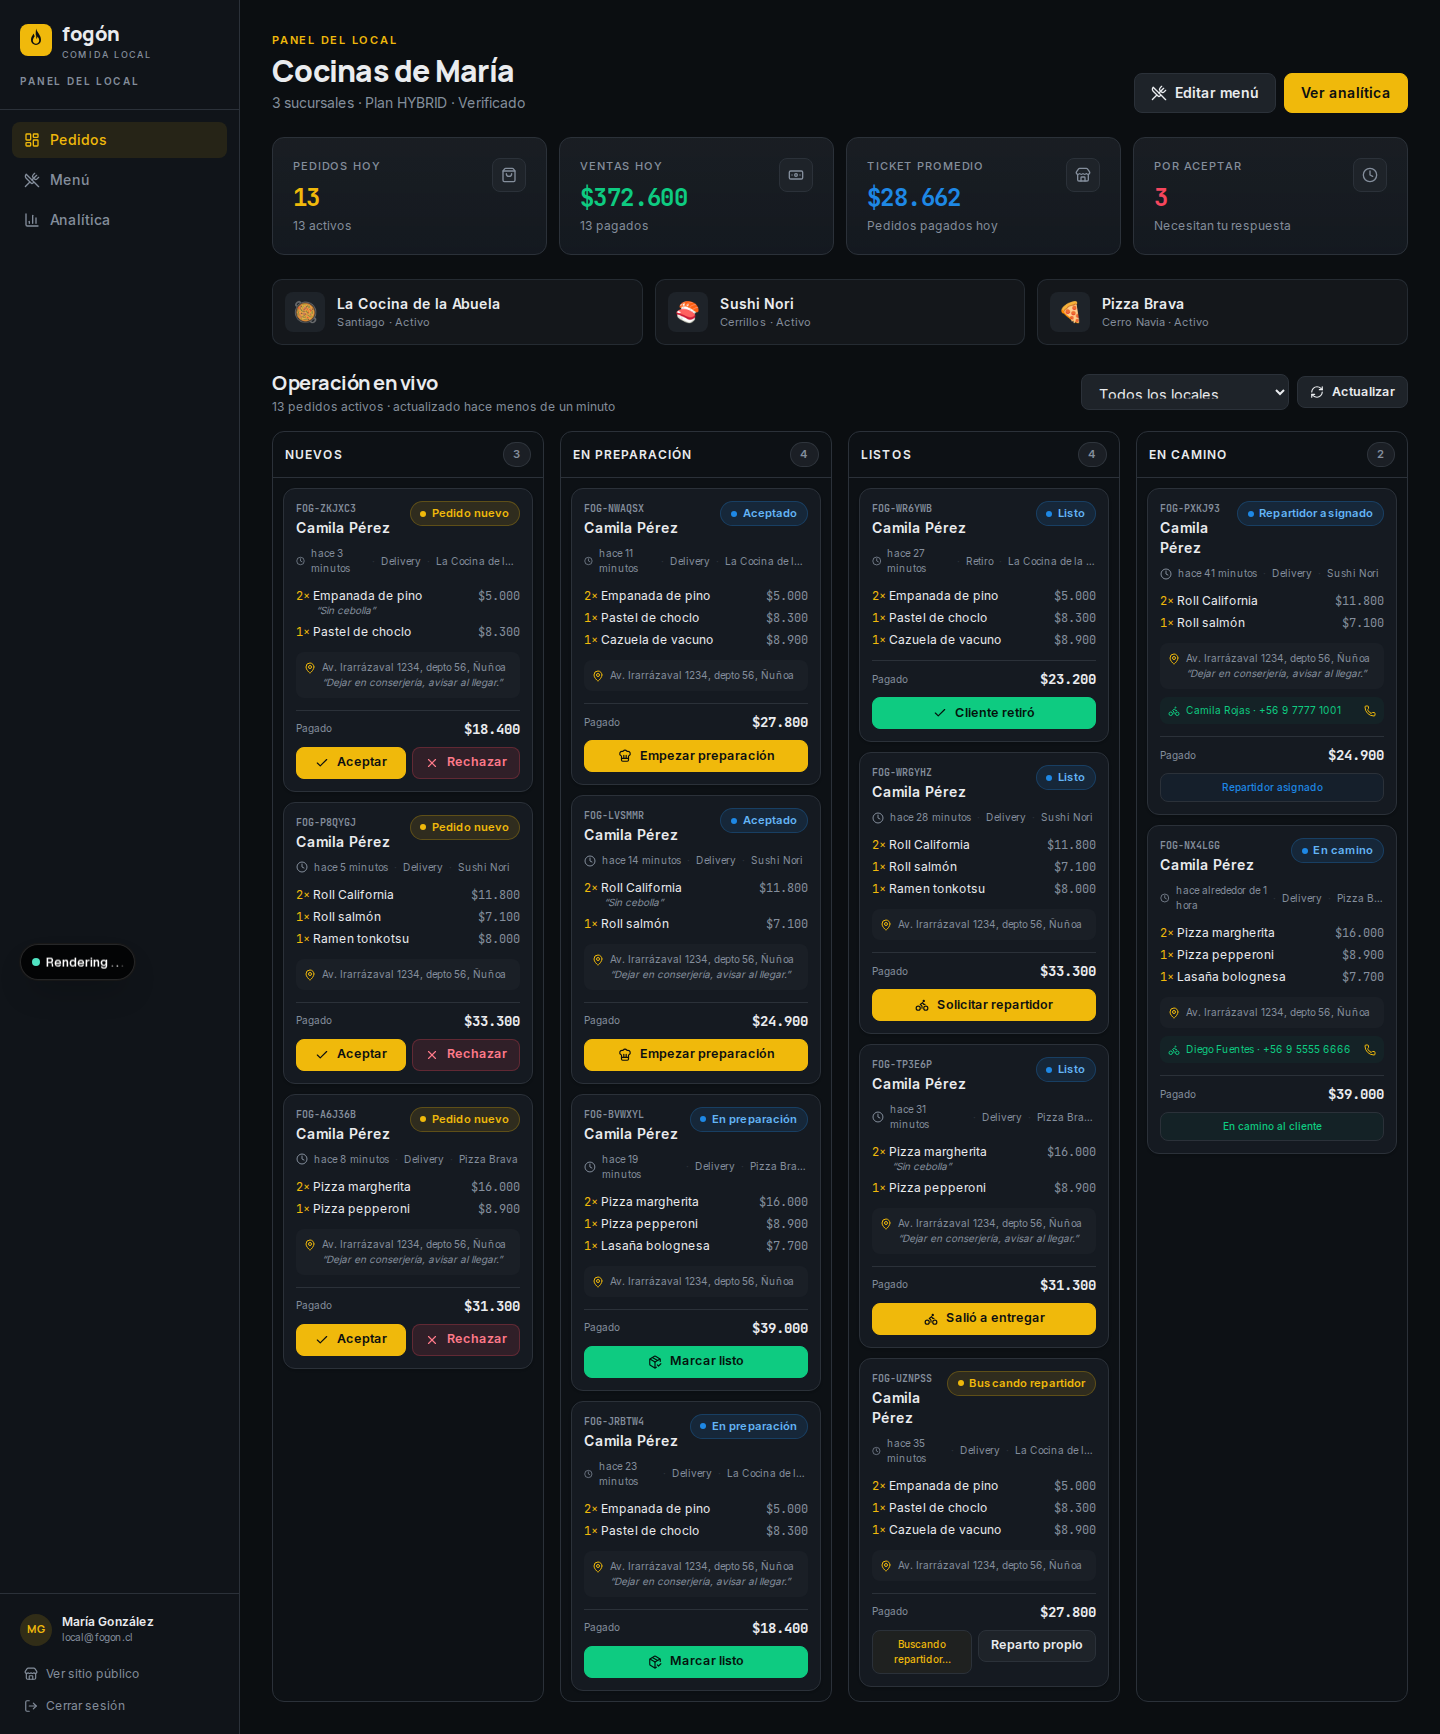 fogón
COMIDA LOCAL
PANEL DEL LOCAL
Pedidos
Menú
Analítica
Rendering...
MG
María González
local@fogon.cl
Ver sitio público
Cerrar sesión
PANEL DEL LOCAL
Cocinas de María
3 sucursales · Plan HYBRID · Verificado
Editar menú
Ver analítica
PEDIDOS HOY
13
13 activos
VENTAS HOY
$372.600
13 pagados
TICKET PROMEDIO
$28.662
Pedidos pagados hoy
POR ACEPTAR
3
Necesitan tu respuesta
La Cocina de la Abuela
Santiago · Activo
Sushi Nori
Cerrillos · Activo
Pizza Brava
Cerro Navia · Activo
Operación en vivo
13 pedidos activos · actualizado hace menos de un minuto
Todos los locales
Actualizar
NUEVOS 3
FOG-ZKJXC3
Pedido nuevo
Camila Pérez
hace 3 minutos · Delivery · La Cocina de l...
2× Empanada de pino $5.000
"Sin cebolla"
1× Pastel de choclo $8.300
Av. Irarrázaval 1234, depto 56, Ñuñoa
"Dejar en conserjería, avisar al llegar."
Pagado $18.400
Aceptar
Rechazar
FOG-P8QYGJ
Pedido nuevo
Camila Pérez
hace 5 minutos · Delivery · Sushi Nori
2× Roll California $11.800
1× Roll salmón $7.100
1× Ramen tonkotsu $8.000
Av. Irarrázaval 1234, depto 56, Ñuñoa
Pagado $33.300
Aceptar
Rechazar
FOG-A6J36B
Pedido nuevo
Camila Pérez
hace 8 minutos · Delivery · Pizza Brava
2× Pizza margherita $16.000
1× Pizza pepperoni $8.900
Av. Irarrázaval 1234, depto 56, Ñuñoa
"Dejar en conserjería, avisar al llegar."
Pagado $31.300
Aceptar
Rechazar
EN PREPARACIÓN 4
FOG-NWAQSX
Aceptado
Camila Pérez
hace 11 minutos · Delivery · La Cocina de l...
2× Empanada de pino $5.000
1× Pastel de choclo $8.300
1× Cazuela de vacuno $8.900
Av. Irarrázaval 1234, depto 56, Ñuñoa
Pagado $27.800
Empezar preparación
FOG-LVSMMR
Aceptado
Camila Pérez
hace 14 minutos · Delivery · Sushi Nori
2× Roll California $11.800
"Sin cebolla"
1× Roll salmón $7.100
Av. Irarrázaval 1234, depto 56, Ñuñoa
"Dejar en conserjería, avisar al llegar."
Pagado $24.900
Empezar preparación
FOG-BVWXYL
En preparación
Camila Pérez
hace 19 minutos · Delivery · Pizza Bra...
2× Pizza margherita $16.000
1× Pizza pepperoni $8.900
1× Lasaña bolognesa $7.700
Av. Irarrázaval 1234, depto 56, Ñuñoa
Pagado $39.000
Marcar listo
FOG-JRBTW4
En preparación
Camila Pérez
hace 23 minutos · Delivery · La Cocina de l...
2× Empanada de pino $5.000
1× Pastel de choclo $8.300
Av. Irarrázaval 1234, depto 56, Ñuñoa
"Dejar en conserjería, avisar al llegar."
Pagado $18.400
Marcar listo
LISTOS 4
FOG-WR6YWB
Listo
Camila Pérez
hace 27 minutos · Retiro · La Cocina de la ...
2× Empanada de pino $5.000
1× Pastel de choclo $8.300
1× Cazuela de vacuno $8.900
Pagado $23.200
Cliente retiró
FOG-WRGYHZ
Listo
Camila Pérez
hace 28 minutos · Delivery · Sushi Nori
2× Roll California $11.800
1× Roll salmón $7.100
1× Ramen tonkotsu $8.000
Av. Irarrázaval 1234, depto 56, Ñuñoa
Pagado $33.300
Solicitar repartidor
FOG-TP3E6P
Listo
Camila Pérez
hace 31 minutos · Delivery · Pizza Bra...
2× Pizza margherita $16.000
"Sin cebolla"
1× Pizza pepperoni $8.900
Av. Irarrázaval 1234, depto 56, Ñuñoa
"Dejar en conserjería, avisar al llegar."
Pagado $31.300
Salió a entregar
FOG-UZNPSS
Buscando repartidor
Camila Pérez
hace 35 minutos · Delivery · La Cocina de l...
2× Empanada de pino $5.000
1× Pastel de choclo $8.300
1× Cazuela de vacuno $8.900
Av. Irarrázaval 1234, depto 56, Ñuñoa
Pagado $27.800
Buscando repartidor...
Reparto propio
EN CAMINO 2
FOG-PXKJ93
Repartidor asignado
Camila Pérez
hace 41 minutos · Delivery · Sushi Nori
2× Roll California $11.800
1× Roll salmón $7.100
Av. Irarrázaval 1234, depto 56, Ñuñoa
"Dejar en conserjería, avisar al llegar."
Camila Rojas · +56 9 7777 1001
Pagado $24.900
Repartidor asignado
FOG-NX4LGG
En camino
Camila Pérez
hace alrededor de 1 hora · Delivery · Pizza B...
2× Pizza margherita $16.000
1× Pizza pepperoni $8.900
1× Lasaña bolognesa $7.700
Av. Irarrázaval 1234, depto 56, Ñuñoa
Diego Fuentes · +56 9 5555 6666
Pagado $39.000
En camino al cliente